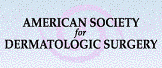 AMERICAN SOCIETY
for
DERMATOLOGIC SURGERY